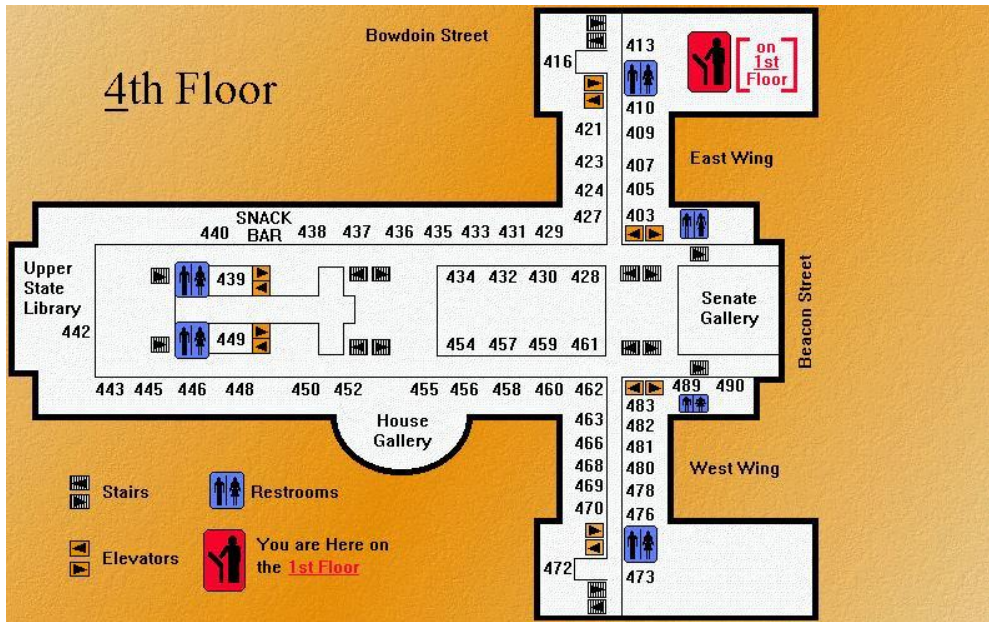 Bowdoin Street
4th Floor
413
416
on
1st
Floor
410
421
409
423
407
East Wing
424
405
427
403
SNACK
BAR
440
438
437
436
435
433
431
429
Upper
State
Library
442
439
434
432
430
428
Senate
Gallery
Beacon Street
449
454
457
459
461
443
445
446
448
450
452
455
456
458
460
462
489
490
483
House
Gallery
463
482
466
481
468
480
West Wing
469
478
470
476
472
473
Stairs
Restrooms
Elevators
You are Here on
the 1st Floor